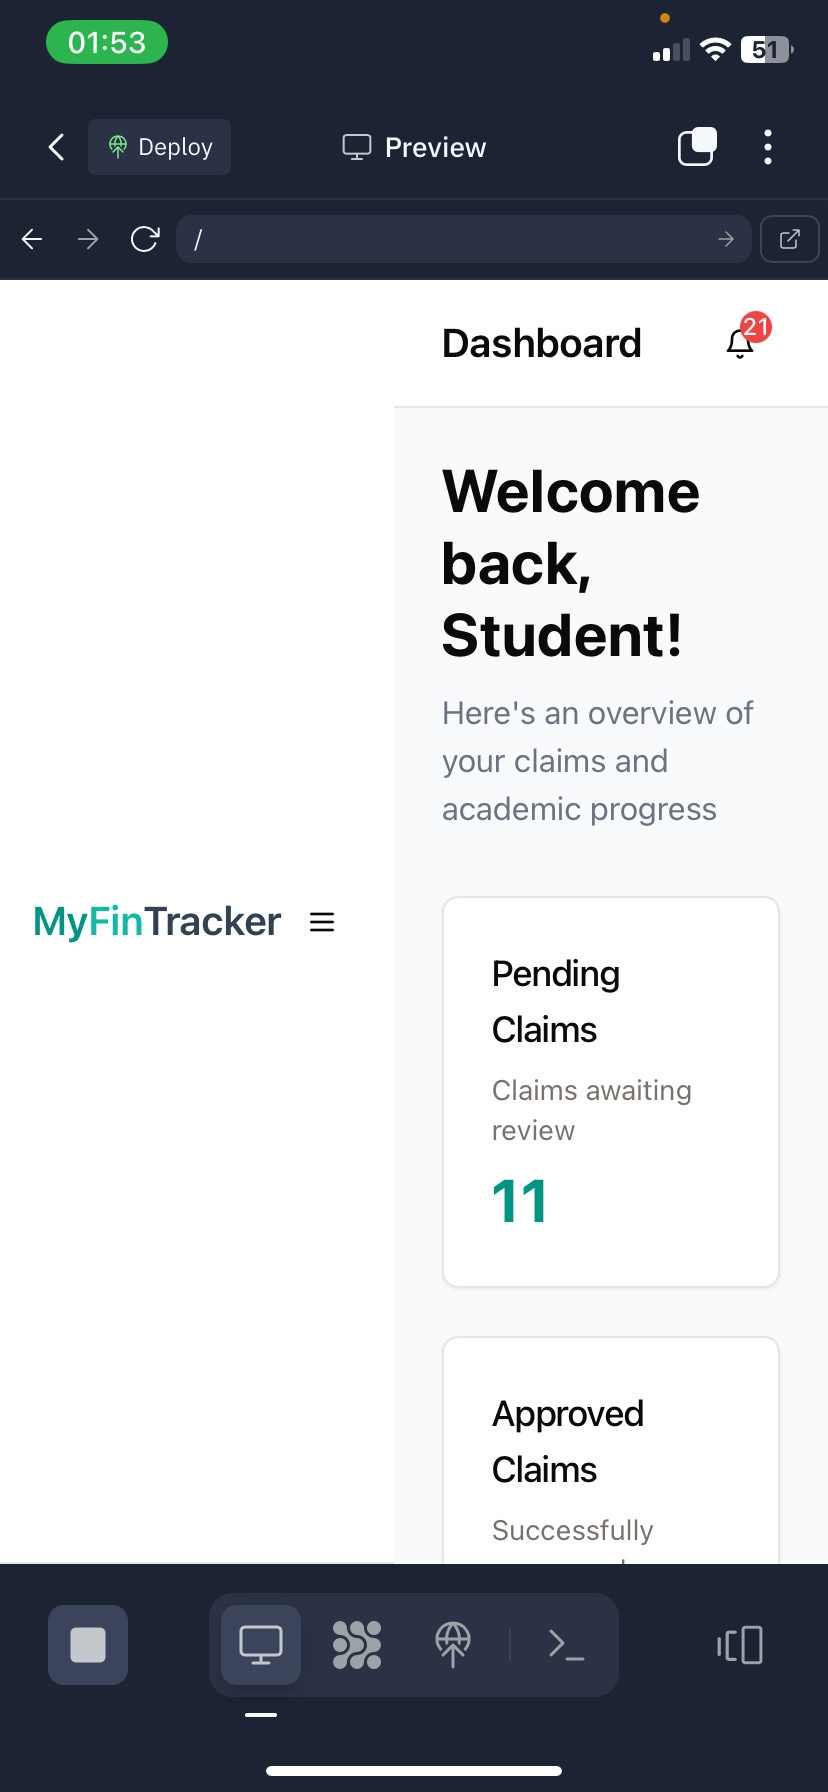 01:53
51
Deploy
Preview
/
Dashboard
21
Welcome
back,
Student!
Here's an overview of
your claims and
academic progress
MyFinTracker
Pending
Claims
Claims awaiting
review
11
Approved
Claims
Successfully